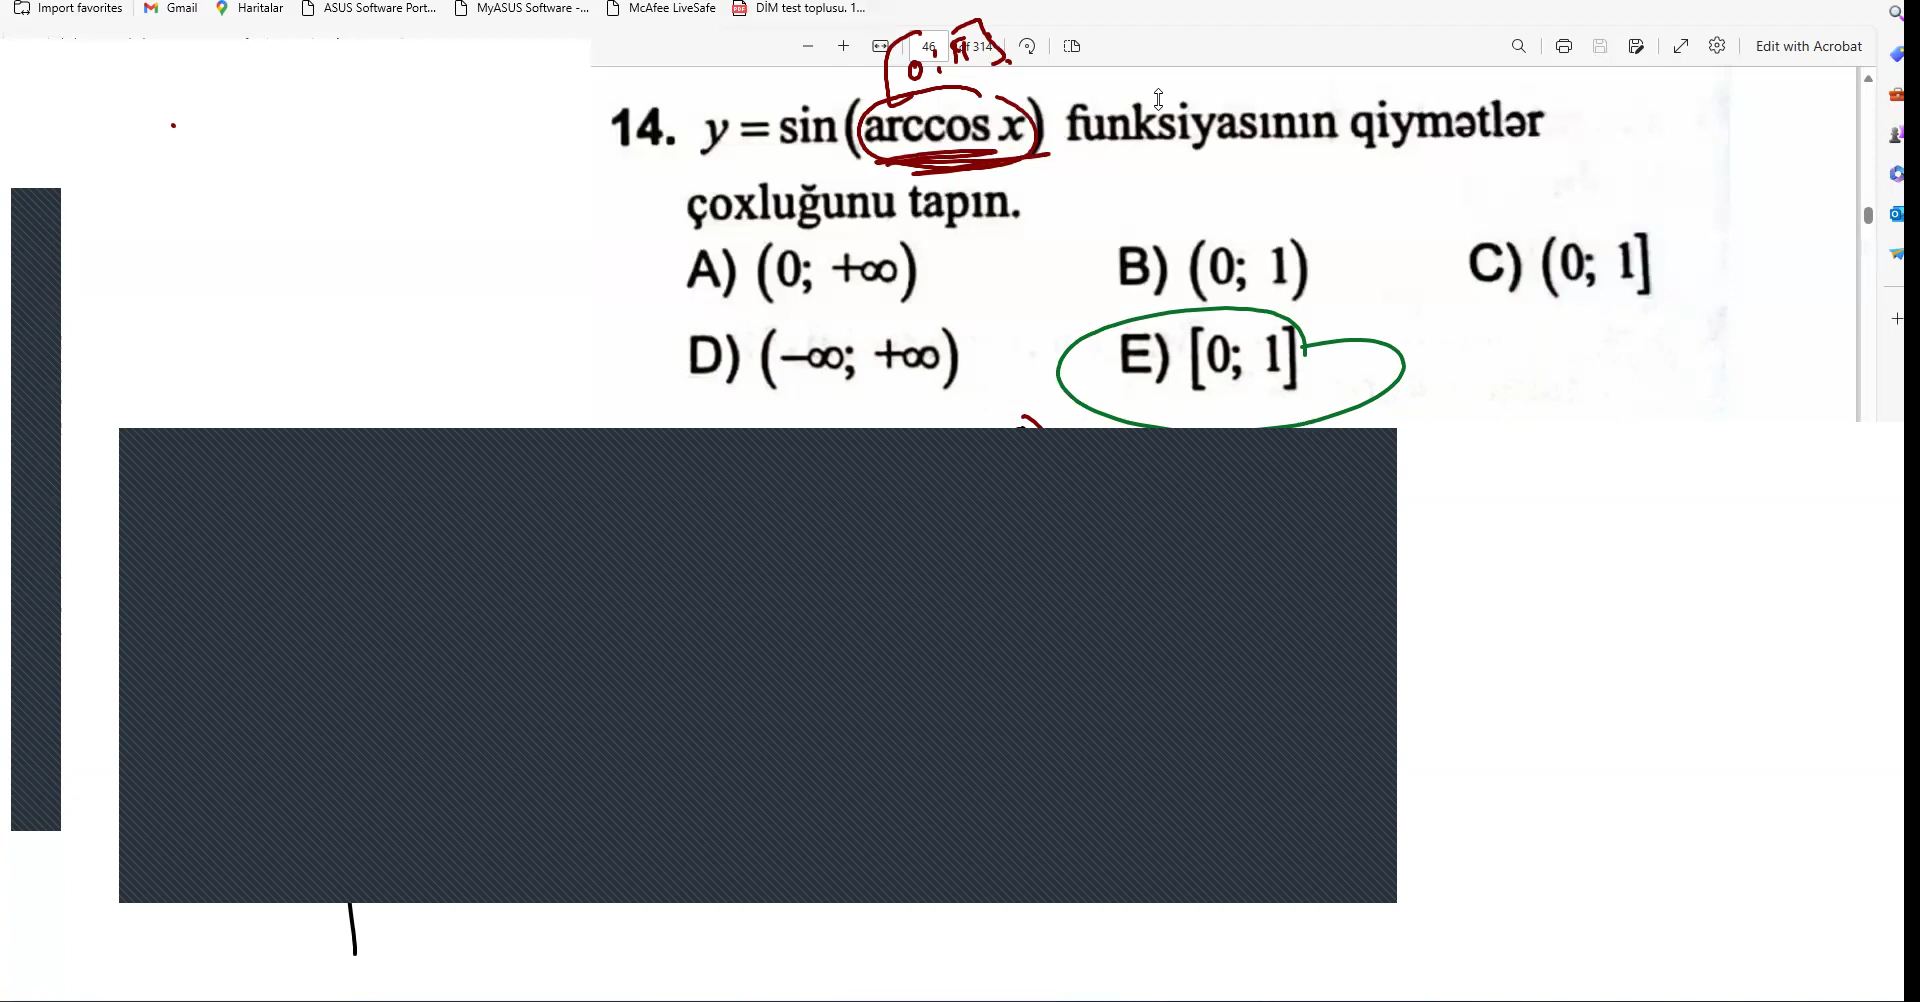 Import favorites Gmail Haritalar ASUS Software Port... MyASUS Software -... McAfee LiveSafe DİM test toplusu. 1...
46 of 314 Edit with Acrobat
0; π
14. y = sin(arccos x) funksiyasının qiymətlər
çoxluğunu tapın.
A) (0; +∞) B) (0; 1) C) (0; 1]
D) (−∞; +∞) E) [0; 1]